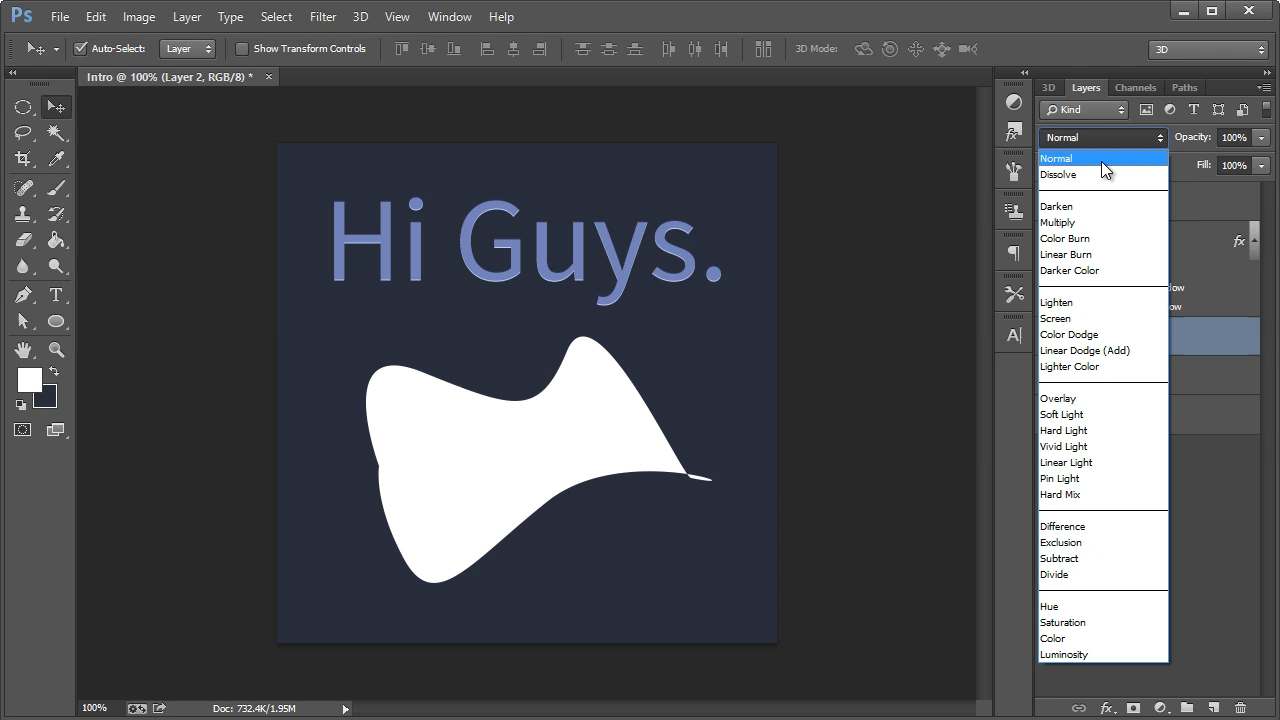 Ps File Edit Image Layer Type Select Filter 3D View Window Help
Auto-Select: Layer Show Transform Controls 3D Mode: 3D
Intro @ 100% (Layer 2, RGB/8) * ×
3D Layers Channels Paths
Kind
Normal Opacity: 100%
Fill: 100%
Normal
Dissolve
Darken
Multiply
Color Burn
Linear Burn
Darker Color
Lighten
Screen
Color Dodge
Linear Dodge (Add)
Lighter Color
Overlay
Soft Light
Hard Light
Vivid Light
Linear Light
Pin Light
Hard Mix
Difference
Exclusion
Subtract
Divide
Hue
Saturation
Color
Luminosity
fx
Hi Guys.
100% Doc: 732.4K/1.95M